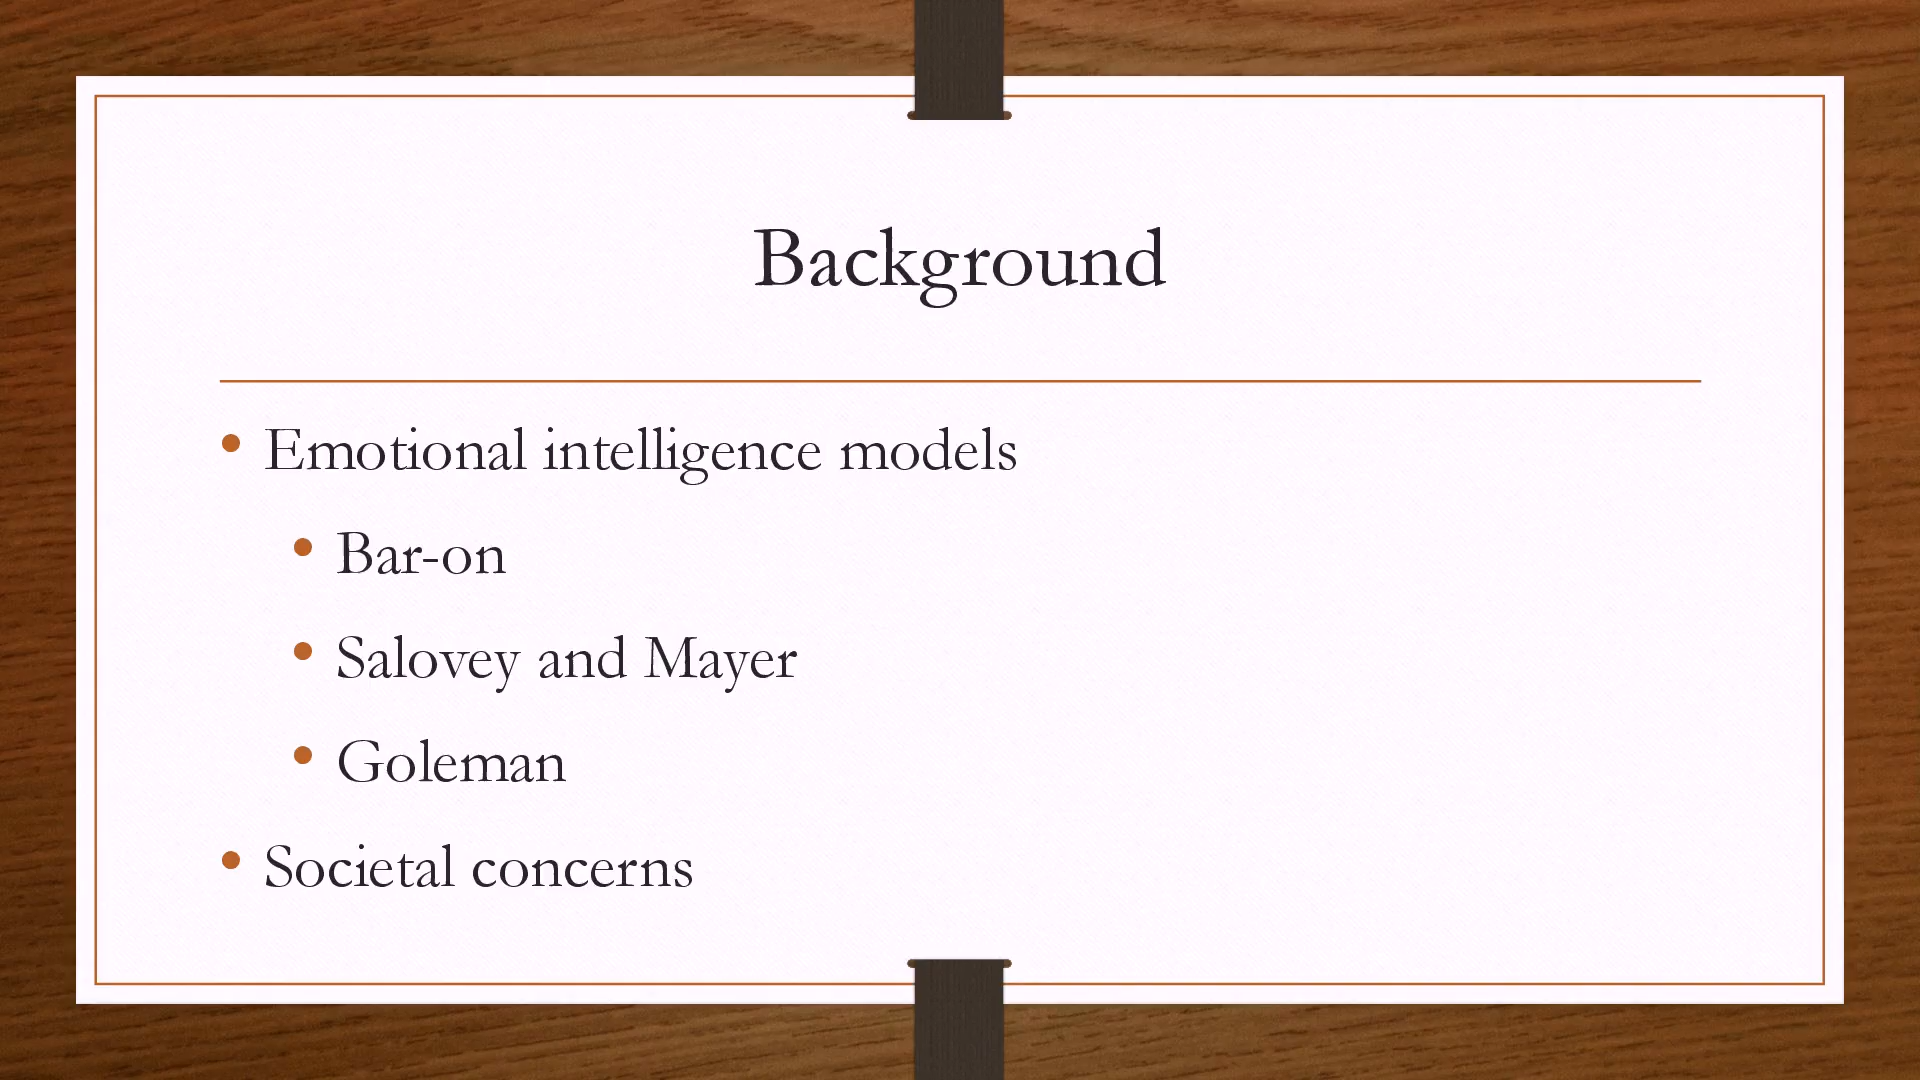 Background
• Emotional intelligence models
• Bar-on
• Salovey and Mayer
• Goleman
• Societal concerns